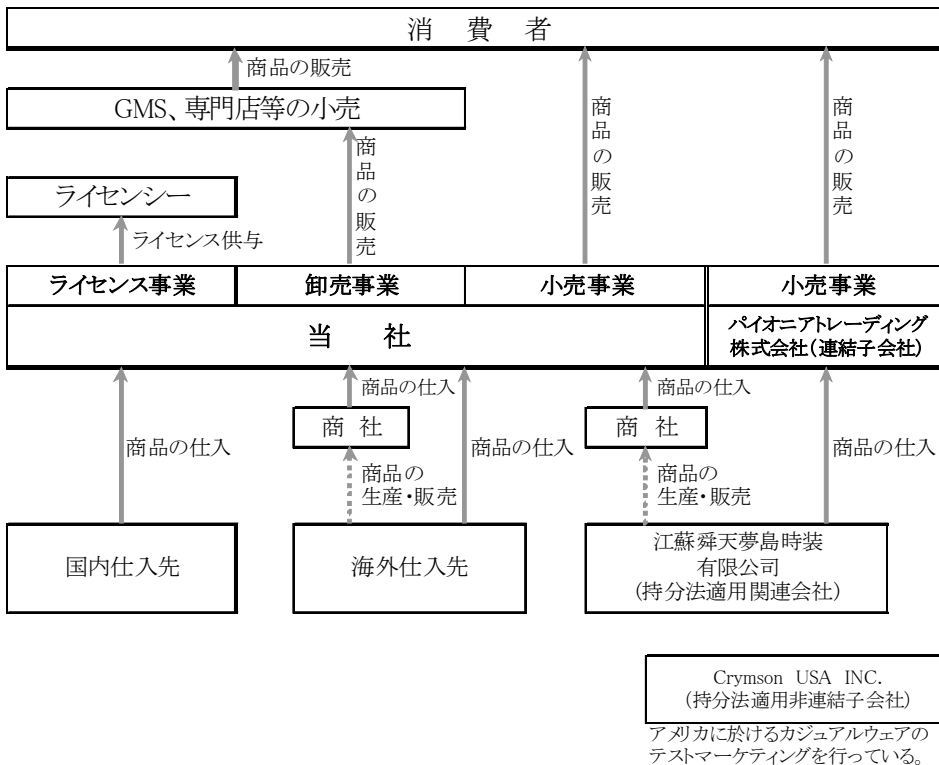 消 費 者
商品の販売
GMS、専門店等の小売
商品の販売
商品の販売
商品の販売
ライセンシー
ライセンス供与
ライセンス事業
卸売事業
小売事業
小売事業
当 社
パイオニアトレーディング
株式会社(連結子会社)
商品の仕入
商品の仕入
商 社
商 社
商品の仕入
商品の仕入
商品の仕入
商品の
生産・販売
商品の
生産・販売
国内仕入先
海外仕入先
江蘇舜天夢島時装
有限公司
(持分法適用関連会社)
Crymson USA INC.
(持分法適用非連結子会社)
アメリカに於けるカジュアルウェアの
テストマーケティングを行っている。